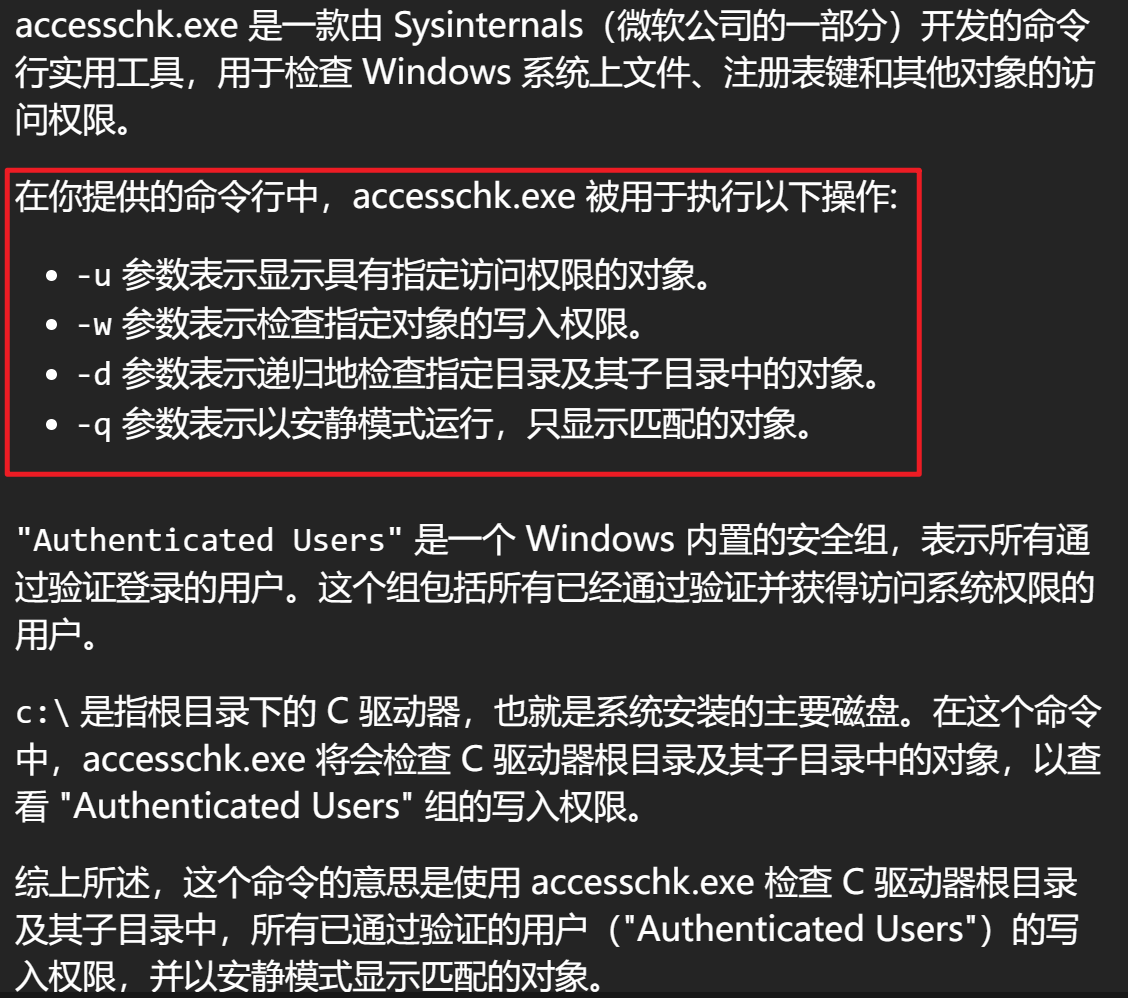 accesschk.exe 是一款由 Sysinternals（微软公司的一部分）开发的命令
行实用工具，用于检查 Windows 系统上文件、注册表键和其他对象的访
问权限。
在你提供的命令行中，accesschk.exe 被用于执行以下操作:
• -u 参数表示显示具有指定访问权限的对象。
• -w 参数表示检查指定对象的写入权限。
• -d 参数表示递归地检查指定目录及其子目录中的对象。
• -q 参数表示以安静模式运行，只显示匹配的对象。
"Authenticated Users" 是一个 Windows 内置的安全组，表示所有通
过验证登录的用户。这个组包括所有已经通过验证并获得访问系统权限的
用户。
c:\ 是指根目录下的 C 驱动器，也就是系统安装的主要磁盘。在这个命令
中，accesschk.exe 将会检查 C 驱动器根目录及其子目录中的对象，以查
看 "Authenticated Users" 组的写入权限。
综上所述，这个命令的意思是使用 accesschk.exe 检查 C 驱动器根目录
及其子目录中，所有已通过验证的用户（"Authenticated Users"）的写
入权限，并以安静模式显示匹配的对象。